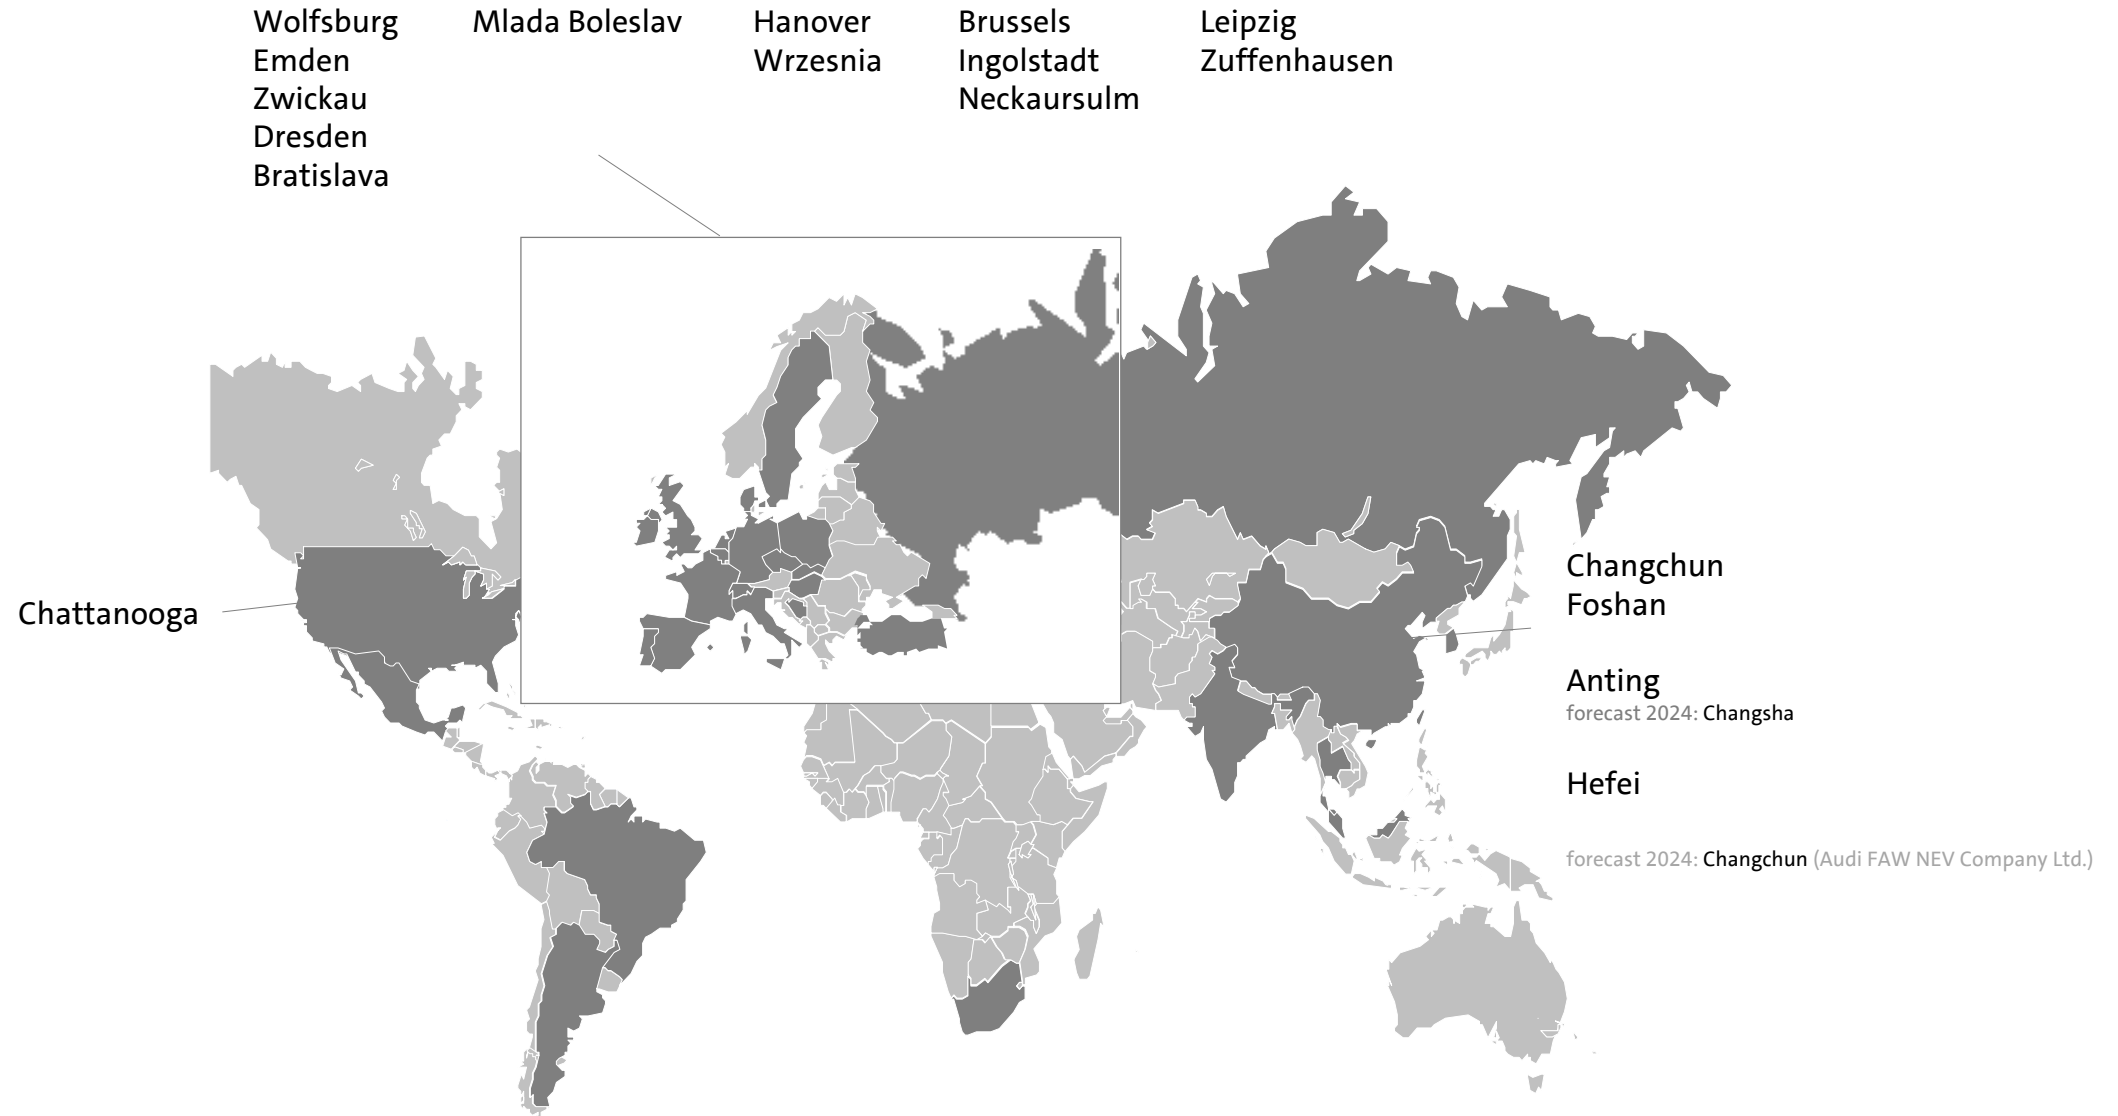 Wolfsburg
Emden
Zwickau
Dresden
Bratislava
Mlada Boleslav
Hanover
Wrzesnia
Brussels
Ingolstadt
Neckaursulm
Leipzig
Zuffenhausen
Chattanooga
Changchun
Foshan
Anting
forecast 2024: Changsha
Hefei
forecast 2024: Changchun (Audi FAW NEV Company Ltd.)